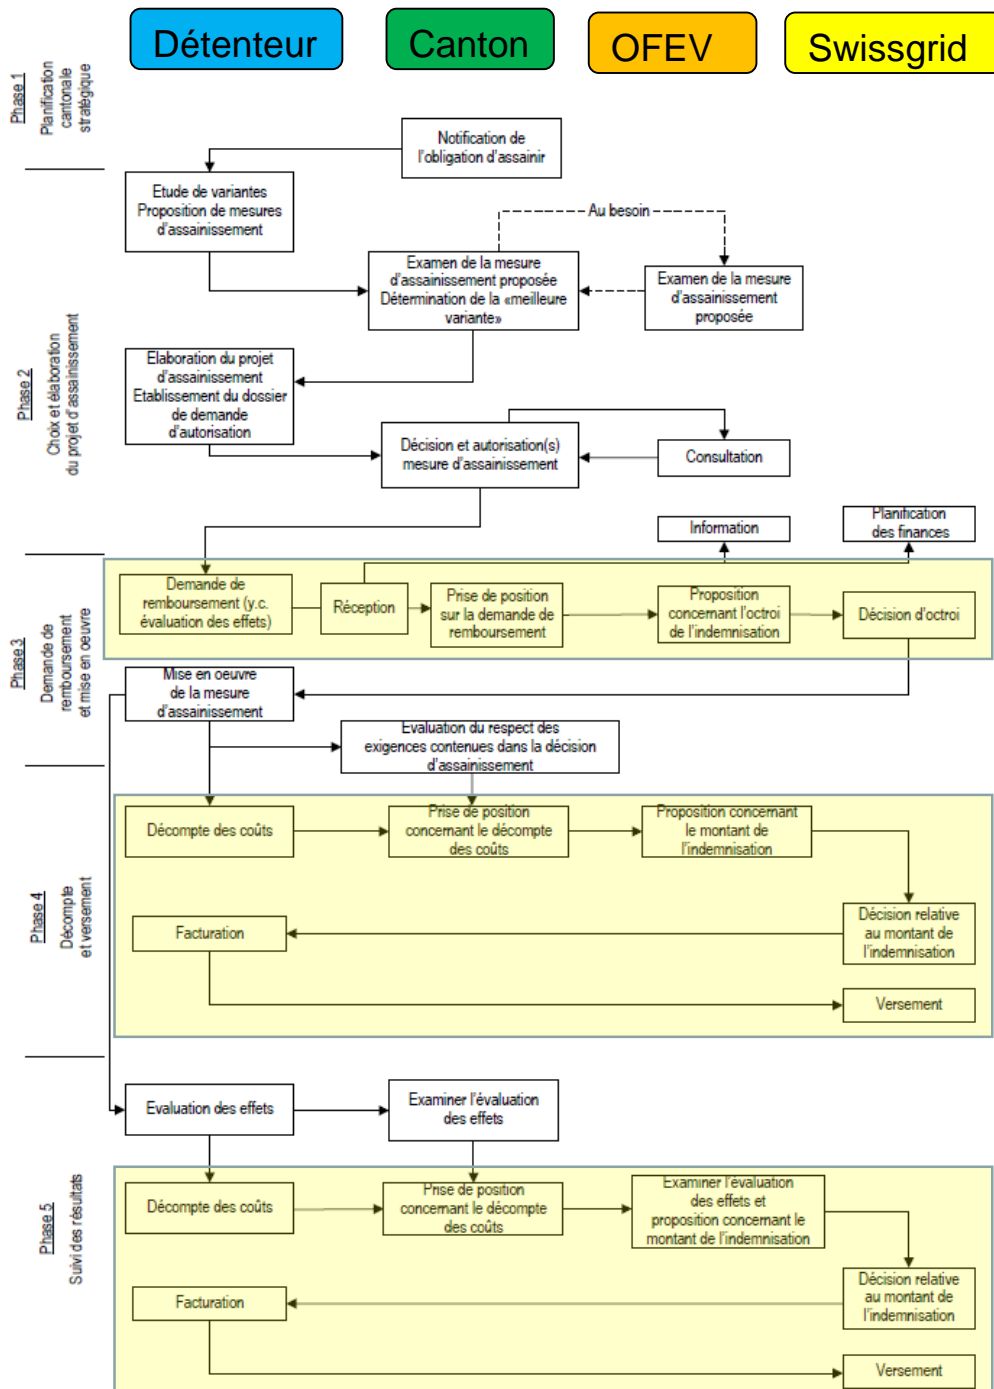 Détenteur
Canton
OFEV
Swissgrid
Phase 1
Planification
cantonale
stratégique
Notification de
l'obligation d'assainir
Phase 2
Choix et élaboration
du projet d'assainissement
Etude de variantes
Proposition de mesures
d'assainissement
Au besoin
Examen de la mesure
d'assainissement proposée
Détermination de la «meilleure
variante»
Examen de la mesure
d'assainissement
proposée
Elaboration du projet
d'assainissement
Etablissement du dossier
de demande
d'autorisation
Décision et autorisation(s)
mesure d'assainissement
Consultation
Information
Planification
des finances
Phase 3
Demande de
remboursement
et mise en oeuvre
Demande de
remboursement (y.c.
évaluation des effets)
Réception
Prise de position
sur la demande de
remboursement
Proposition
concernant l'octroi
de l'indemnisation
Décision d'octroi
Mise en oeuvre
de la mesure
d'assainissement
Evaluation du respect des
exigences contenues dans la décision
d'assainissement
Phase 4
Décompte
et versement
Décompte des coûts
Prise de position
concernant le décompte
des coûts
Proposition concernant
le montant de
l'indemnisation
Facturation
Décision relative
au montant de
l'indemnisation
Versement
Phase 5
Suivi des résultats
Evaluation des effets
Examiner l'évaluation
des effets
Décompte des coûts
Prise de position
concernant le décompte
des coûts
Examiner l'évaluation
des effets et
proposition concernant le
montant de l'indemnisation
Facturation
Décision relative
au montant de
l'indemnisation
Versement